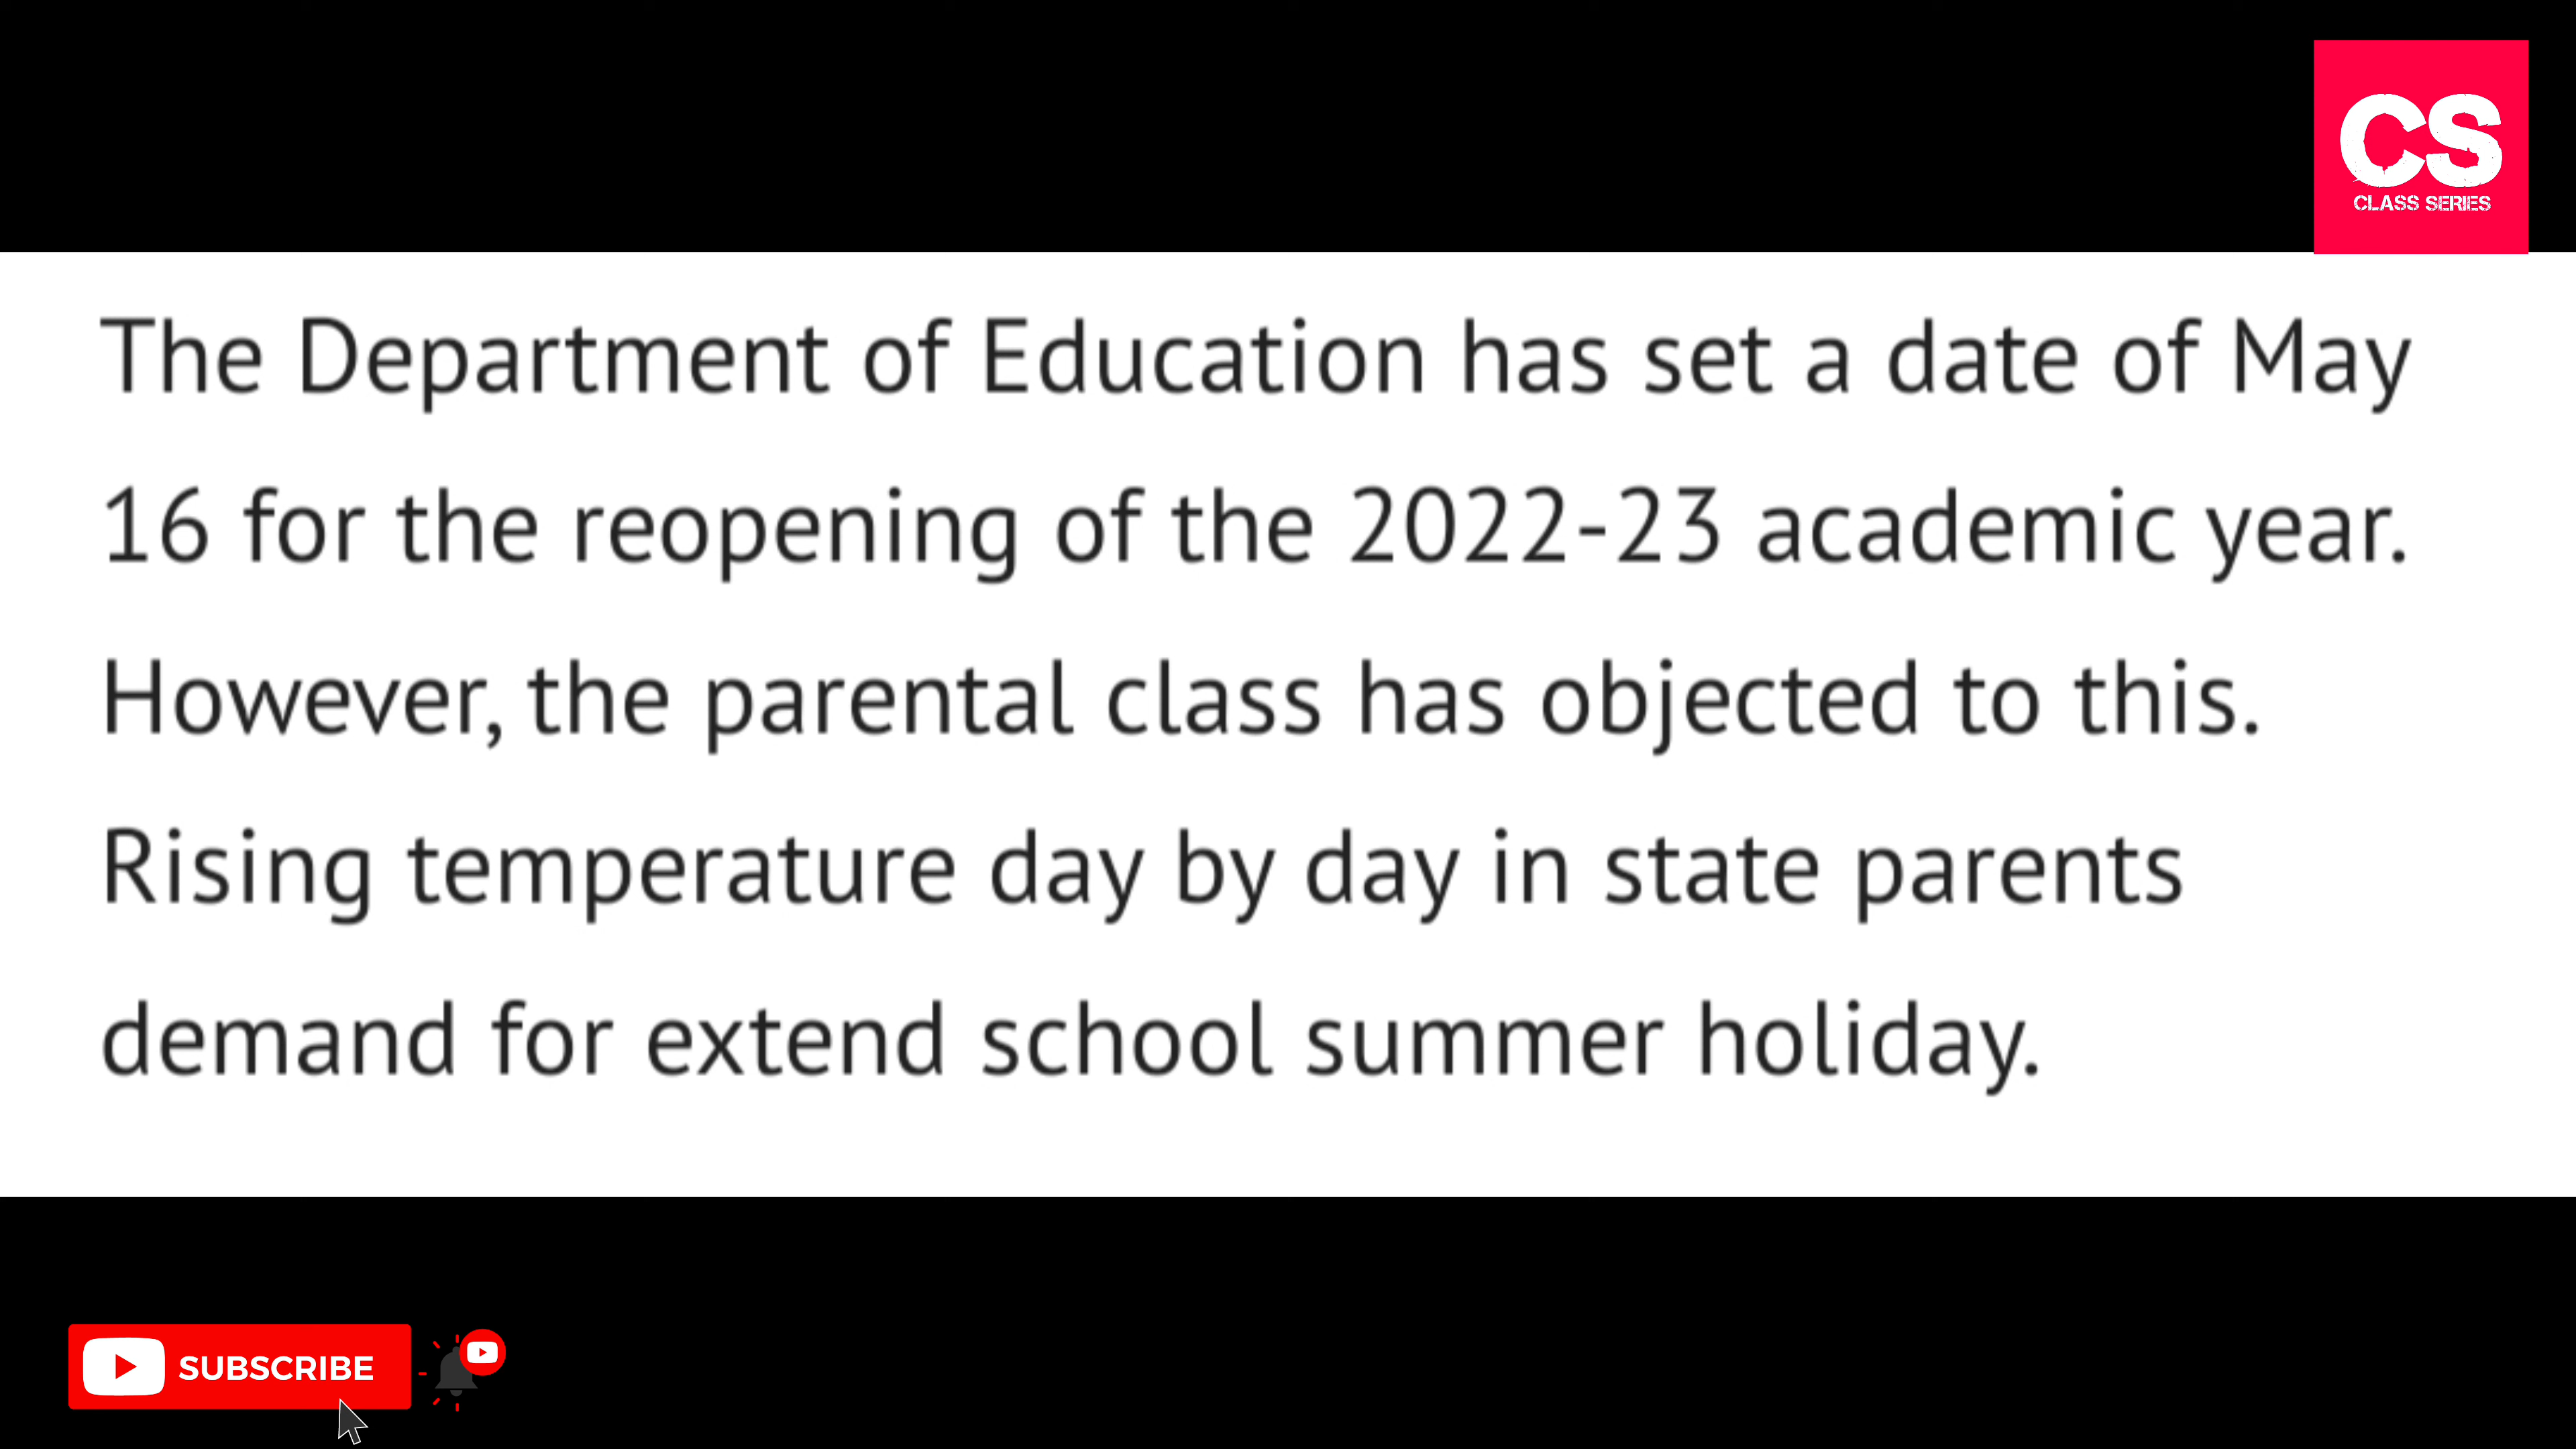 CS
CLASS SERIES
The Department of Education has set a date of May
16 for the reopening of the 2022-23 academic year.
However, the parental class has objected to this.
Rising temperature day by day in state parents
demand for extend school summer holiday.
SUBSCRIBE